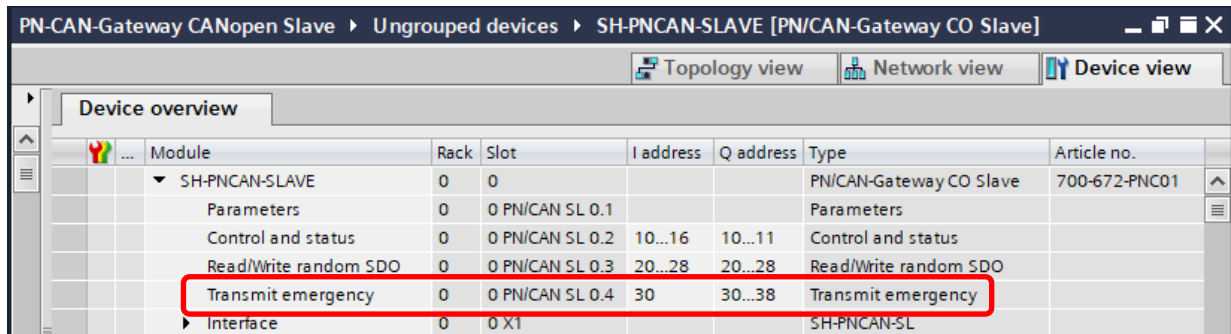 PN-CAN-Gateway CANopen Slave ▸ Ungrouped devices ▸ SH-PNCAN-SLAVE [PN/CAN-Gateway CO Slave]
Topology view Network view Device view
Device overview
... Module Rack Slot I address Q address Type Article no.
SH-PNCAN-SLAVE 0 0 PN/CAN-Gateway CO Slave 700-672-PNC01
Parameters 0 0 PN/CAN SL 0.1 Parameters
Control and status 0 0 PN/CAN SL 0.2 10...16 10...11 Control and status
Read/Write random SDO 0 0 PN/CAN SL 0.3 20...28 20...28 Read/Write random SDO
Transmit emergency 0 0 PN/CAN SL 0.4 30 30...38 Transmit emergency
Interface 0 0 X1 SH-PNCAN-SL